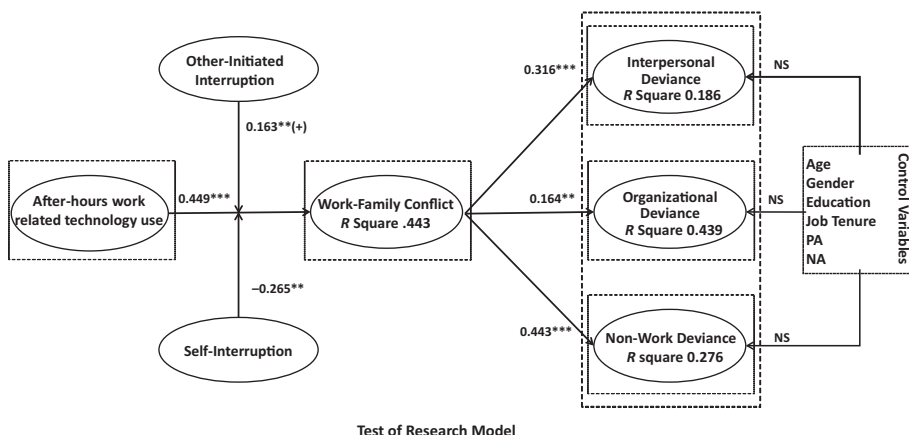 Other-Initiated
Interruption
0.163**(+)
After-hours work
related technology use
0.449***
Work-Family Conflict
R Square .443
–0.265**
Self-Interruption
0.316***
Interpersonal
Deviance
R Square 0.186
NS
0.164**
Organizational
Deviance
R Square 0.439
NS
0.443***
Non-Work Deviance
R square 0.276
NS
Age
Gender
Education
Job Tenure
PA
NA
Control Variables
Test of Research Model